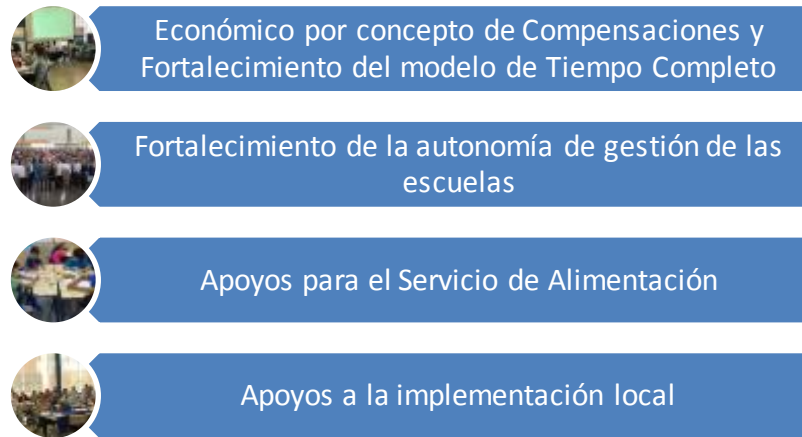 Económico por concepto de Compensaciones y
Fortalecimiento del modelo de Tiempo Completo
Fortalecimiento de la autonomía de gestión de las
escuelas
Apoyos para el Servicio de Alimentación
Apoyos a la implementación local